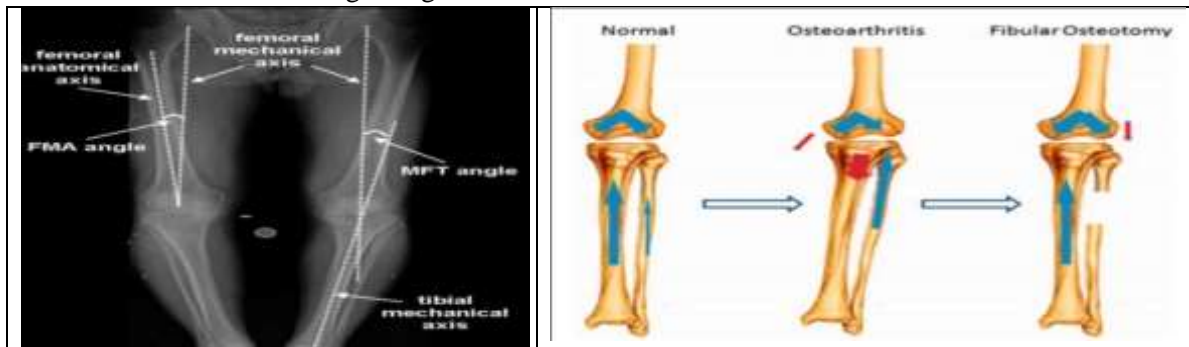 femoral
mechanical
axis
femoral
anatomical
axis
FMA angle
MFT angle
tibial
mechanical
axis
Normal
Osteoarthritis
Fibular Osteotomy